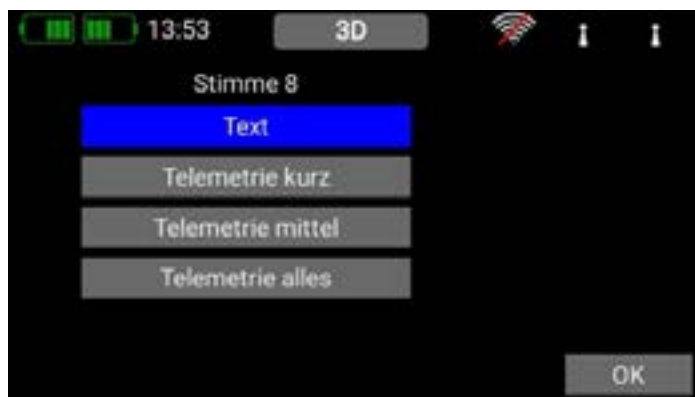 13:53 3D
Stimme 8
Text
Telemetrie kurz
Telemetrie mittel
Telemetrie alles
OK